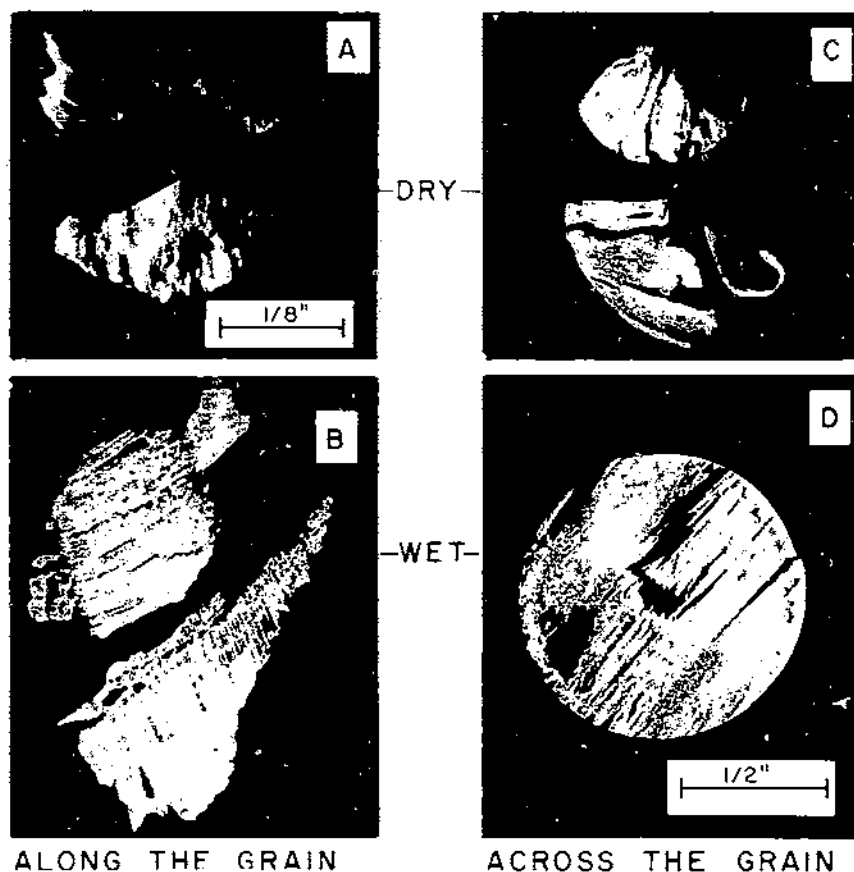 A
C
DRY
1/8"
B
D
WET
1/2"
ALONG THE GRAIN
ACROSS THE GRAIN